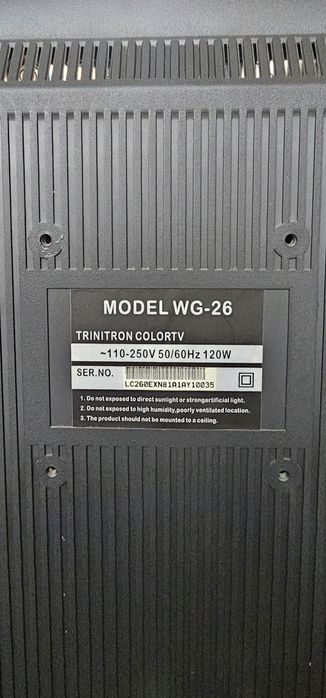 MODEL WG-26
TRINITRON COLORTV
~110-250V 50/60Hz 120W
SER.NO.
LC260EXN81A1AY10035
1. Do not exposed to direct sunlight or strongartificial light.
2. Do not exposed to high humidity,poorly ventilated location.
3. The product should not be mounted to a ceiling.